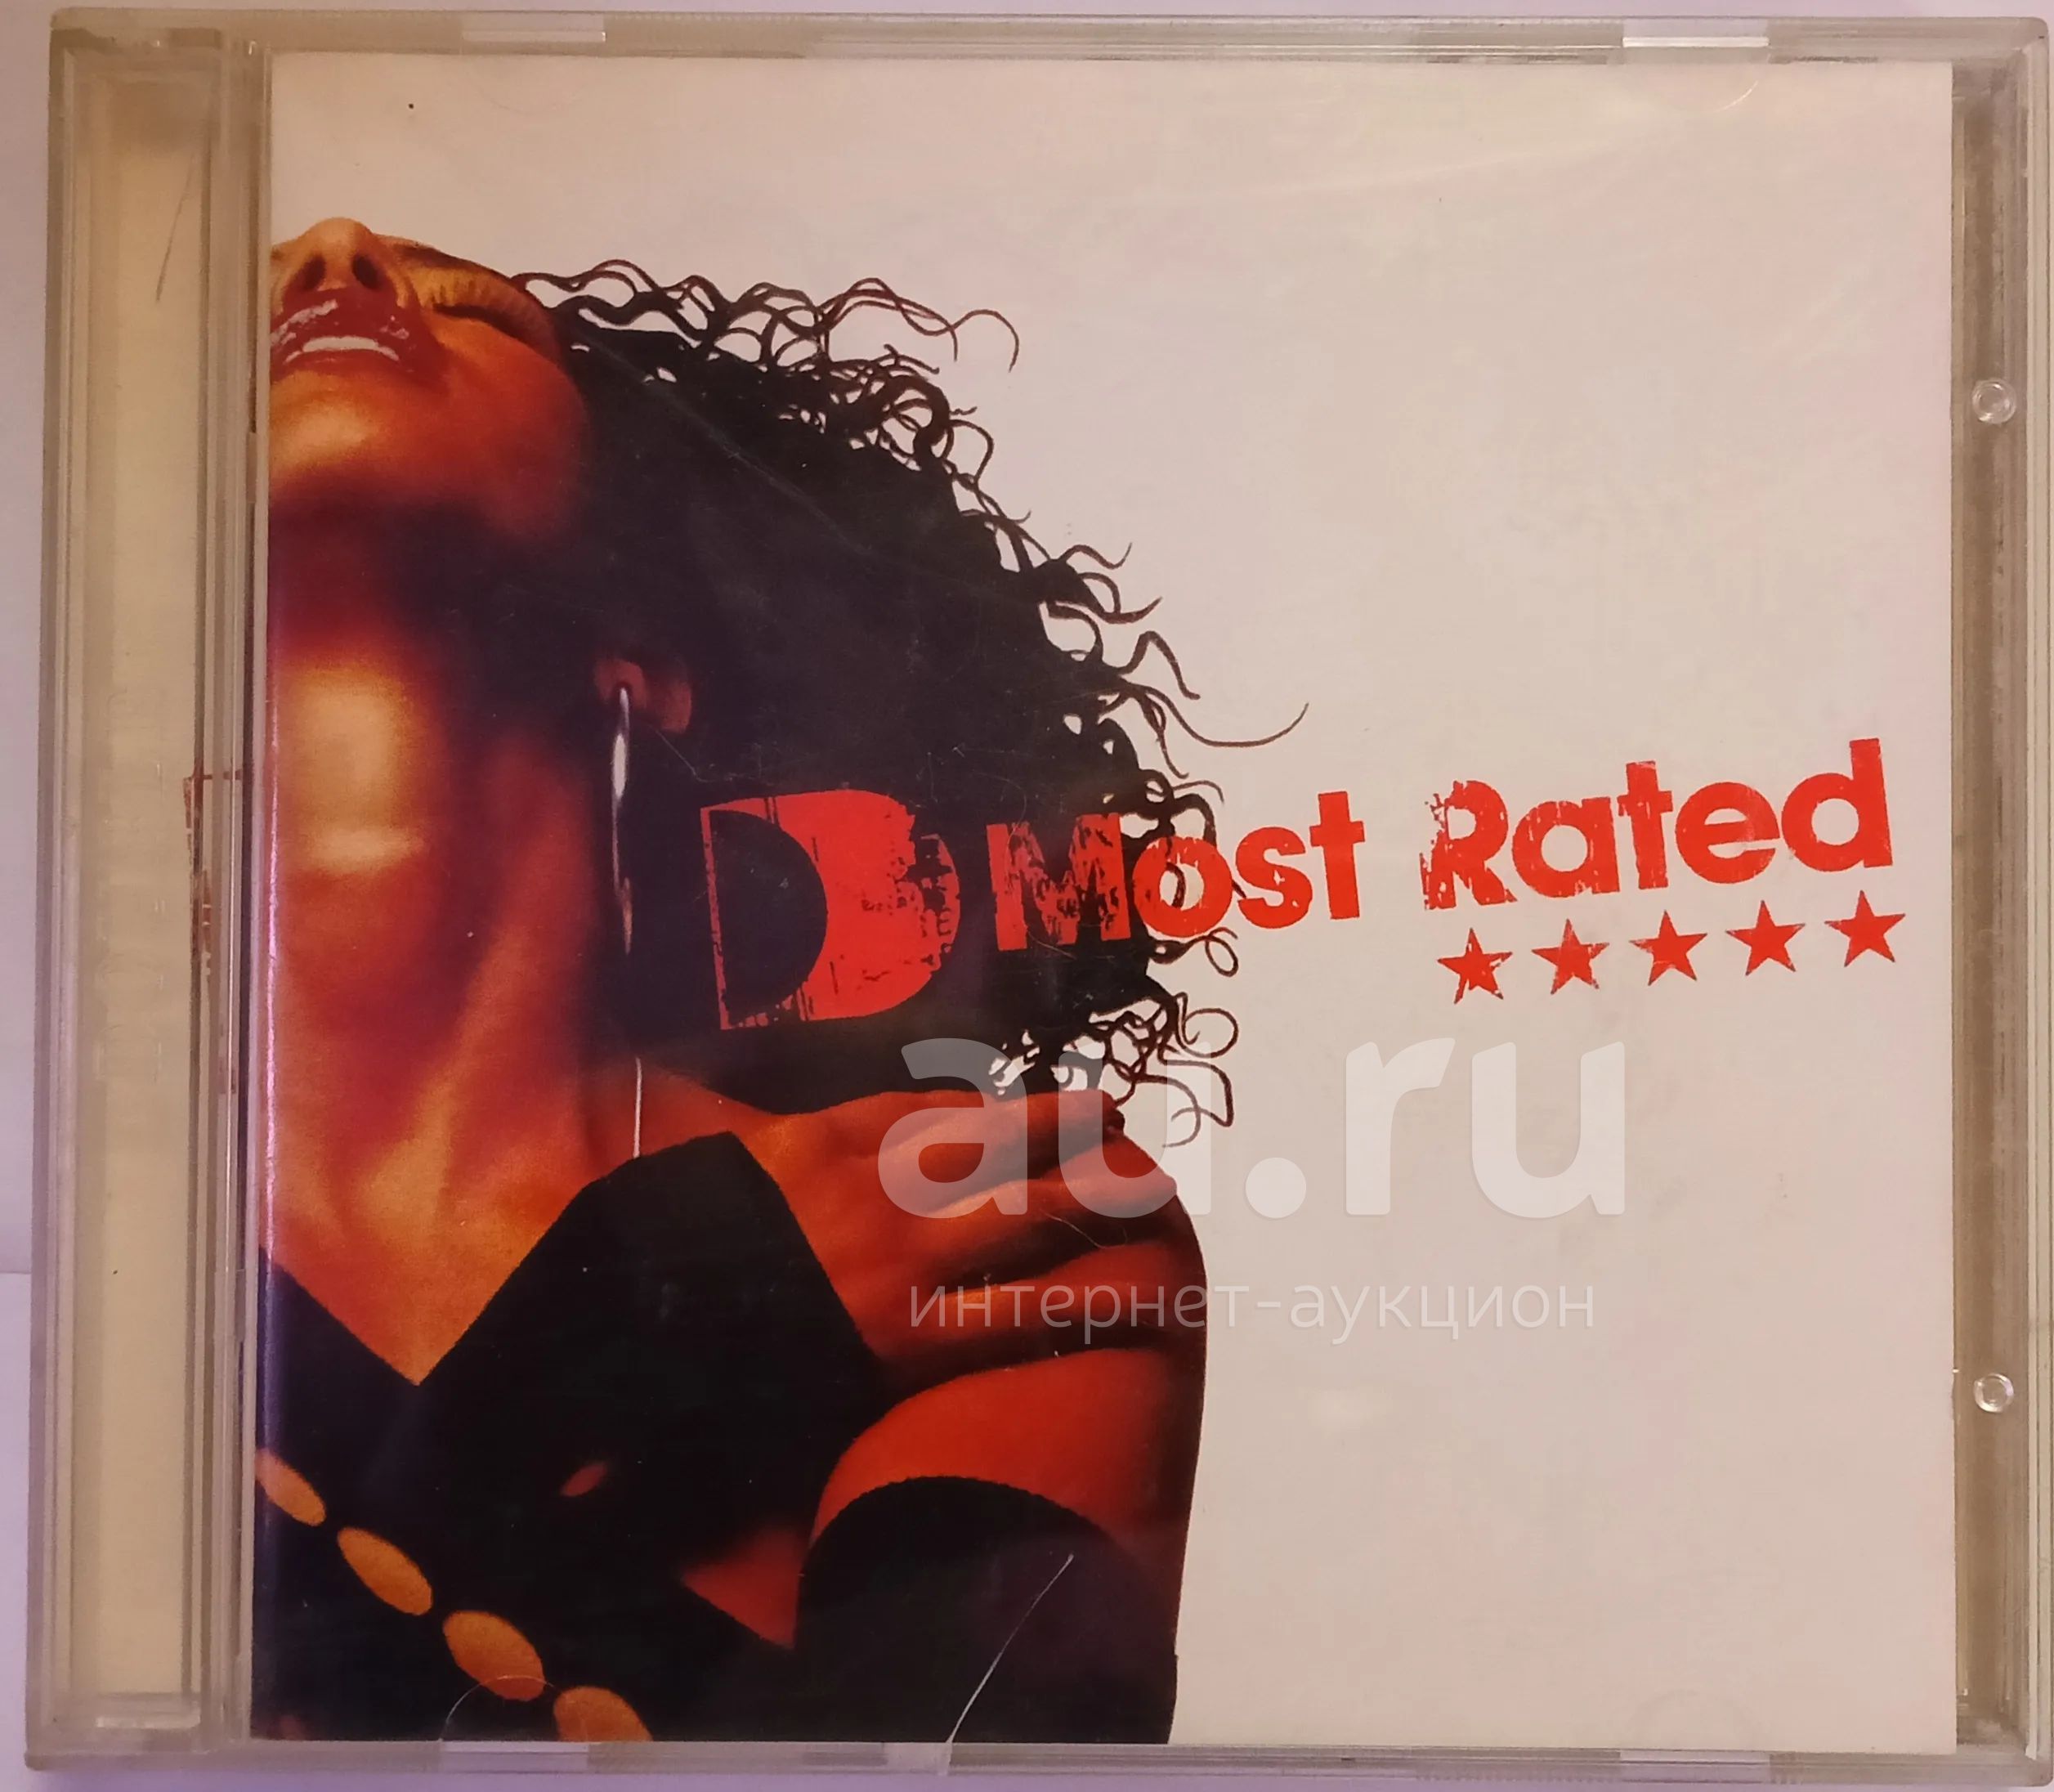 D Most Rated
au.ru
интернет-аукцион